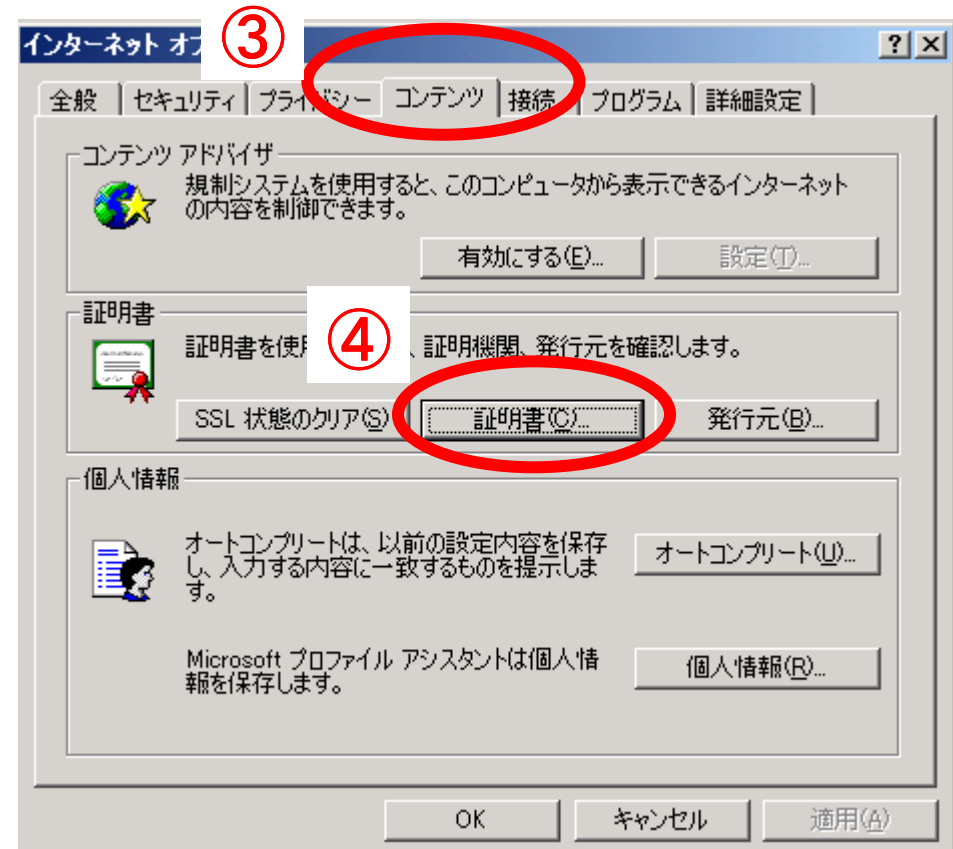 ③
インターネット オプ
全般 セキュリティ プライバシー コンテンツ 接続 プログラム 詳細設定
コンテンツ アドバイザ
規制システムを使用すると、このコンピュータから表示できるインターネット
の内容を制御できます。
有効にする(E)... 設定(T)...
証明書
④
証明書を使 、証明機関、発行元を確認します。
SSL 状態のクリア(S) 証明書(C)... 発行元(B)...
個人情報
オートコンプリートは、以前の設定内容を保存
し、入力する内容に一致するものを提示しま
す。
オートコンプリート(U)...
Microsoft プロファイル アシスタントは個人情
報を保存します。
個人情報(R)...
OK キャンセル 適用(A)